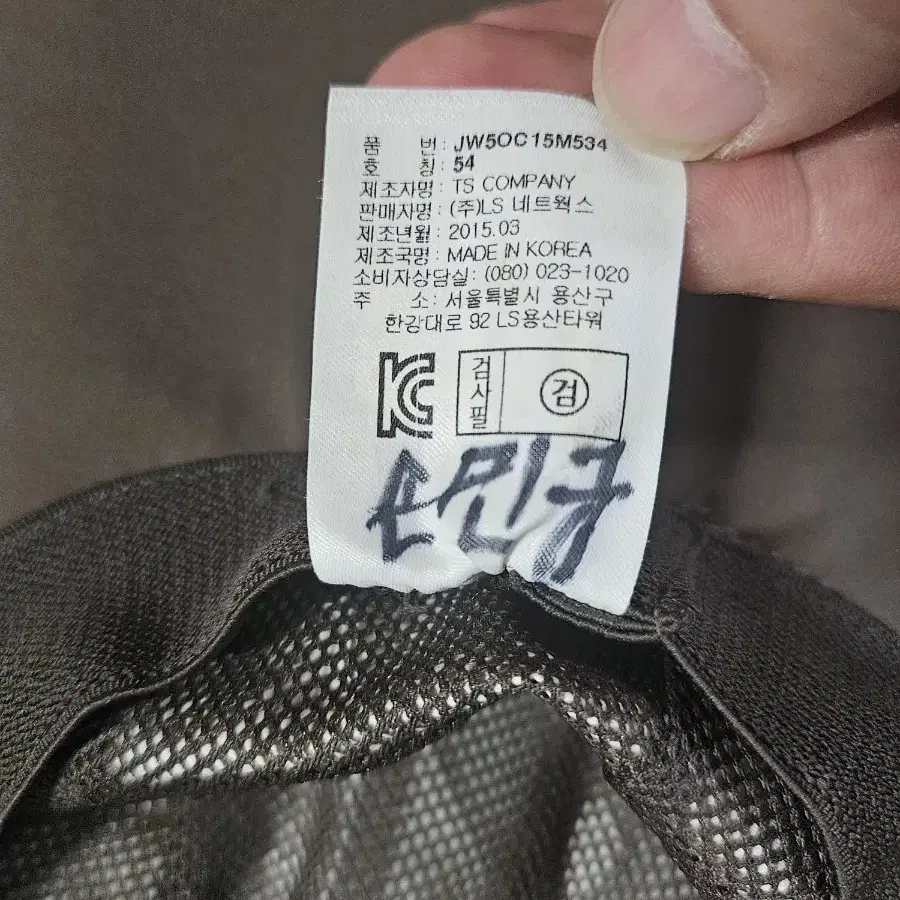 품 번 : JW5OC15M534
호 칭 : 54
제조자명 : TS COMPANY
판매자명 : (주)LS 네트웍스
제조년월 : 2015.03
제조국명 : MADE IN KOREA
소비자상담실: (080) 023-1020
주 소 : 서울특별시 용산구
한강대로 92 LS용산타워
KC
검사필 검